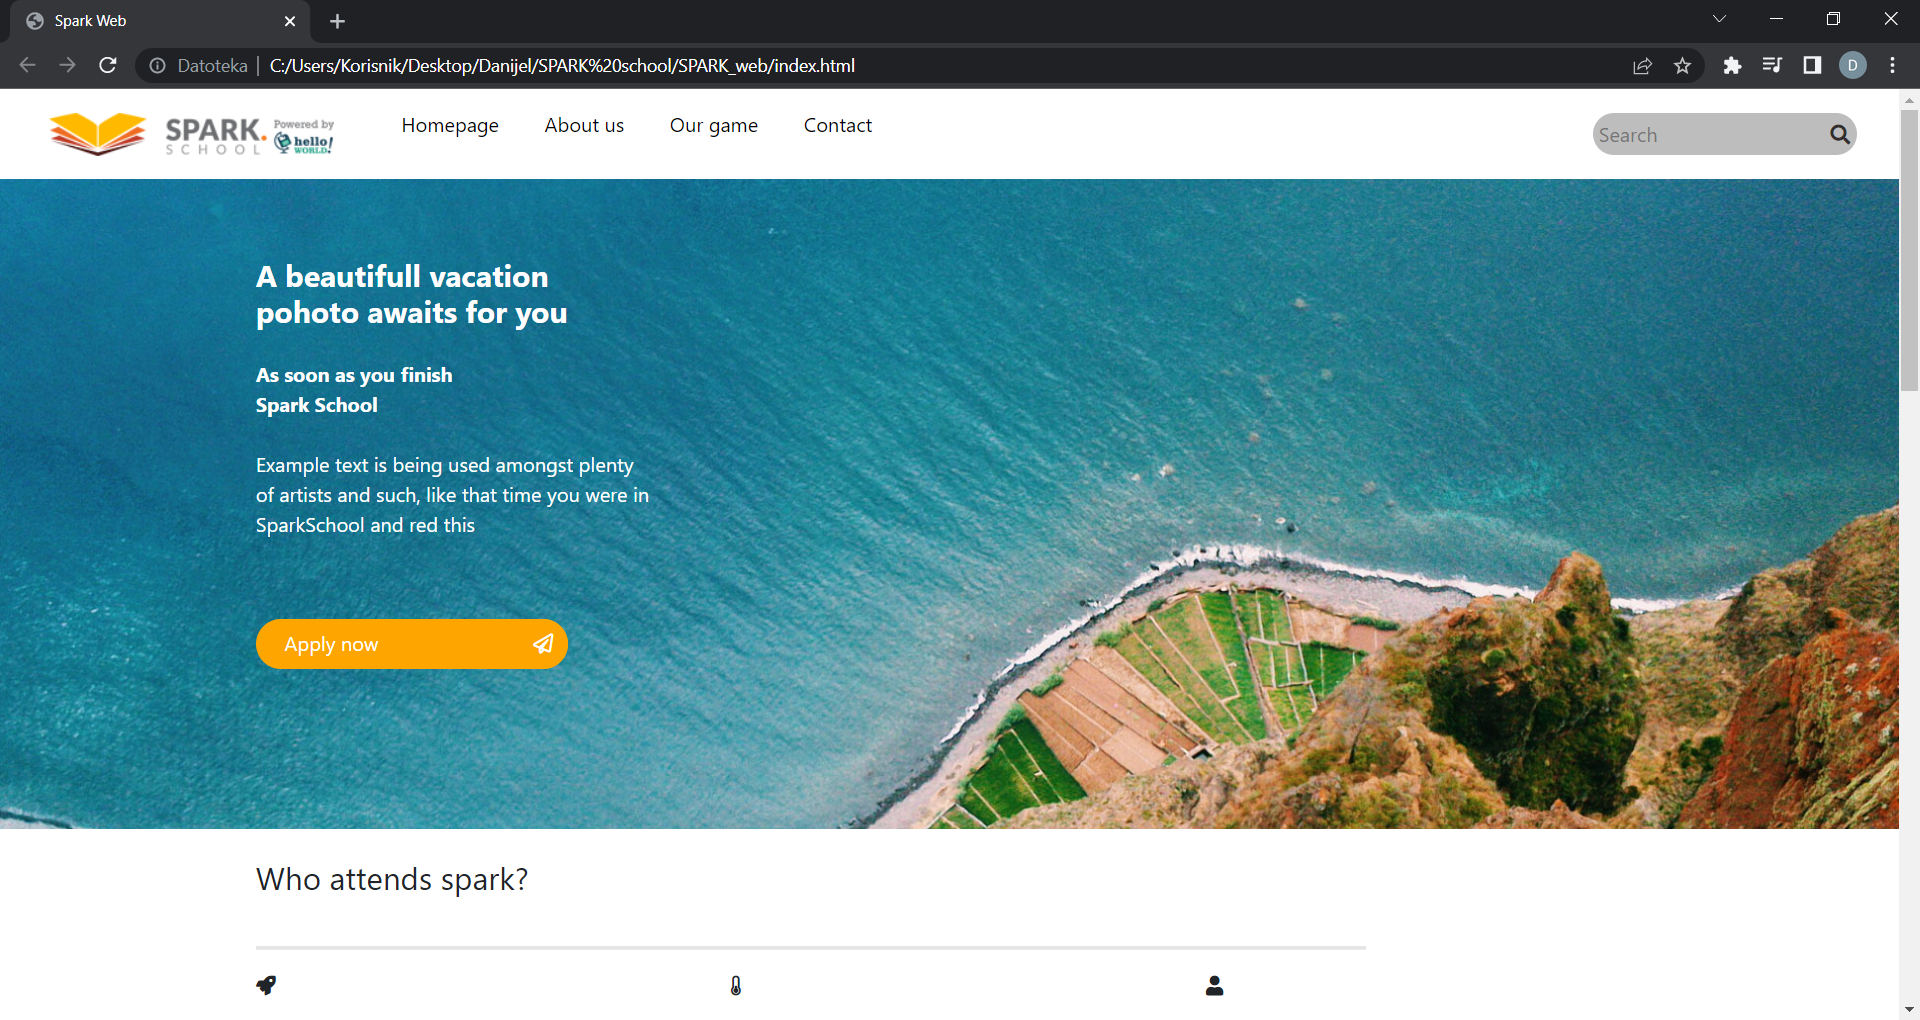 Spark Web
Datoteka | C:/Users/Korisnik/Desktop/Danijel/SPARK%20school/SPARK_web/index.html
D
SPARK.
SCHOOL
Powered by
hello
WORLD!
Homepage
About us
Our game
Contact
Search
A beautifull vacation
pohoto awaits for you
As soon as you finish
Spark School
Example text is being used amongst plenty
of artists and such, like that time you were in
SparkSchool and red this
Apply now
Who attends spark?